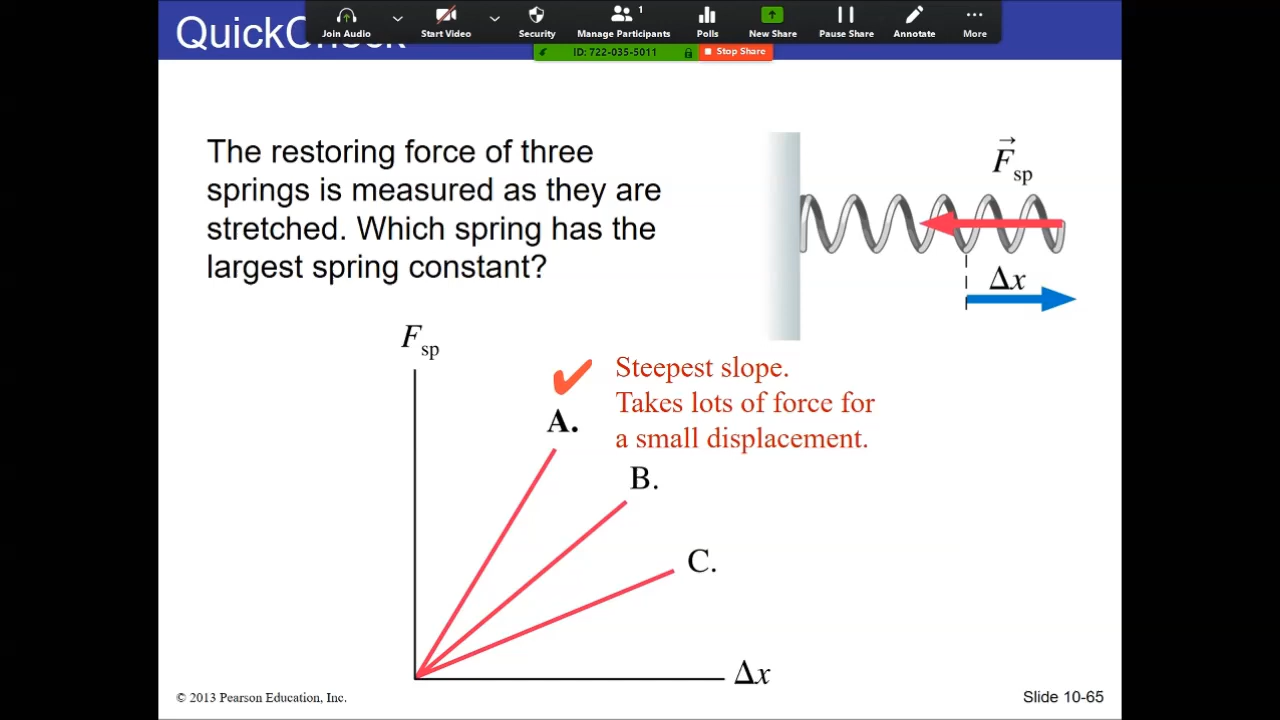 Join Audio
Start Video
Security
Manage Participants
1
Polls
New Share
Pause Share
Annotate
More
ID: 722-035-5011
Stop Share
The restoring force of three
springs is measured as they are
stretched. Which spring has the
largest spring constant?
F⃗sp
Δx
Fsp
✔ Steepest slope.
Takes lots of force for
a small displacement.
A.
B.
C.
Δx
© 2013 Pearson Education, Inc.
Slide 10-65